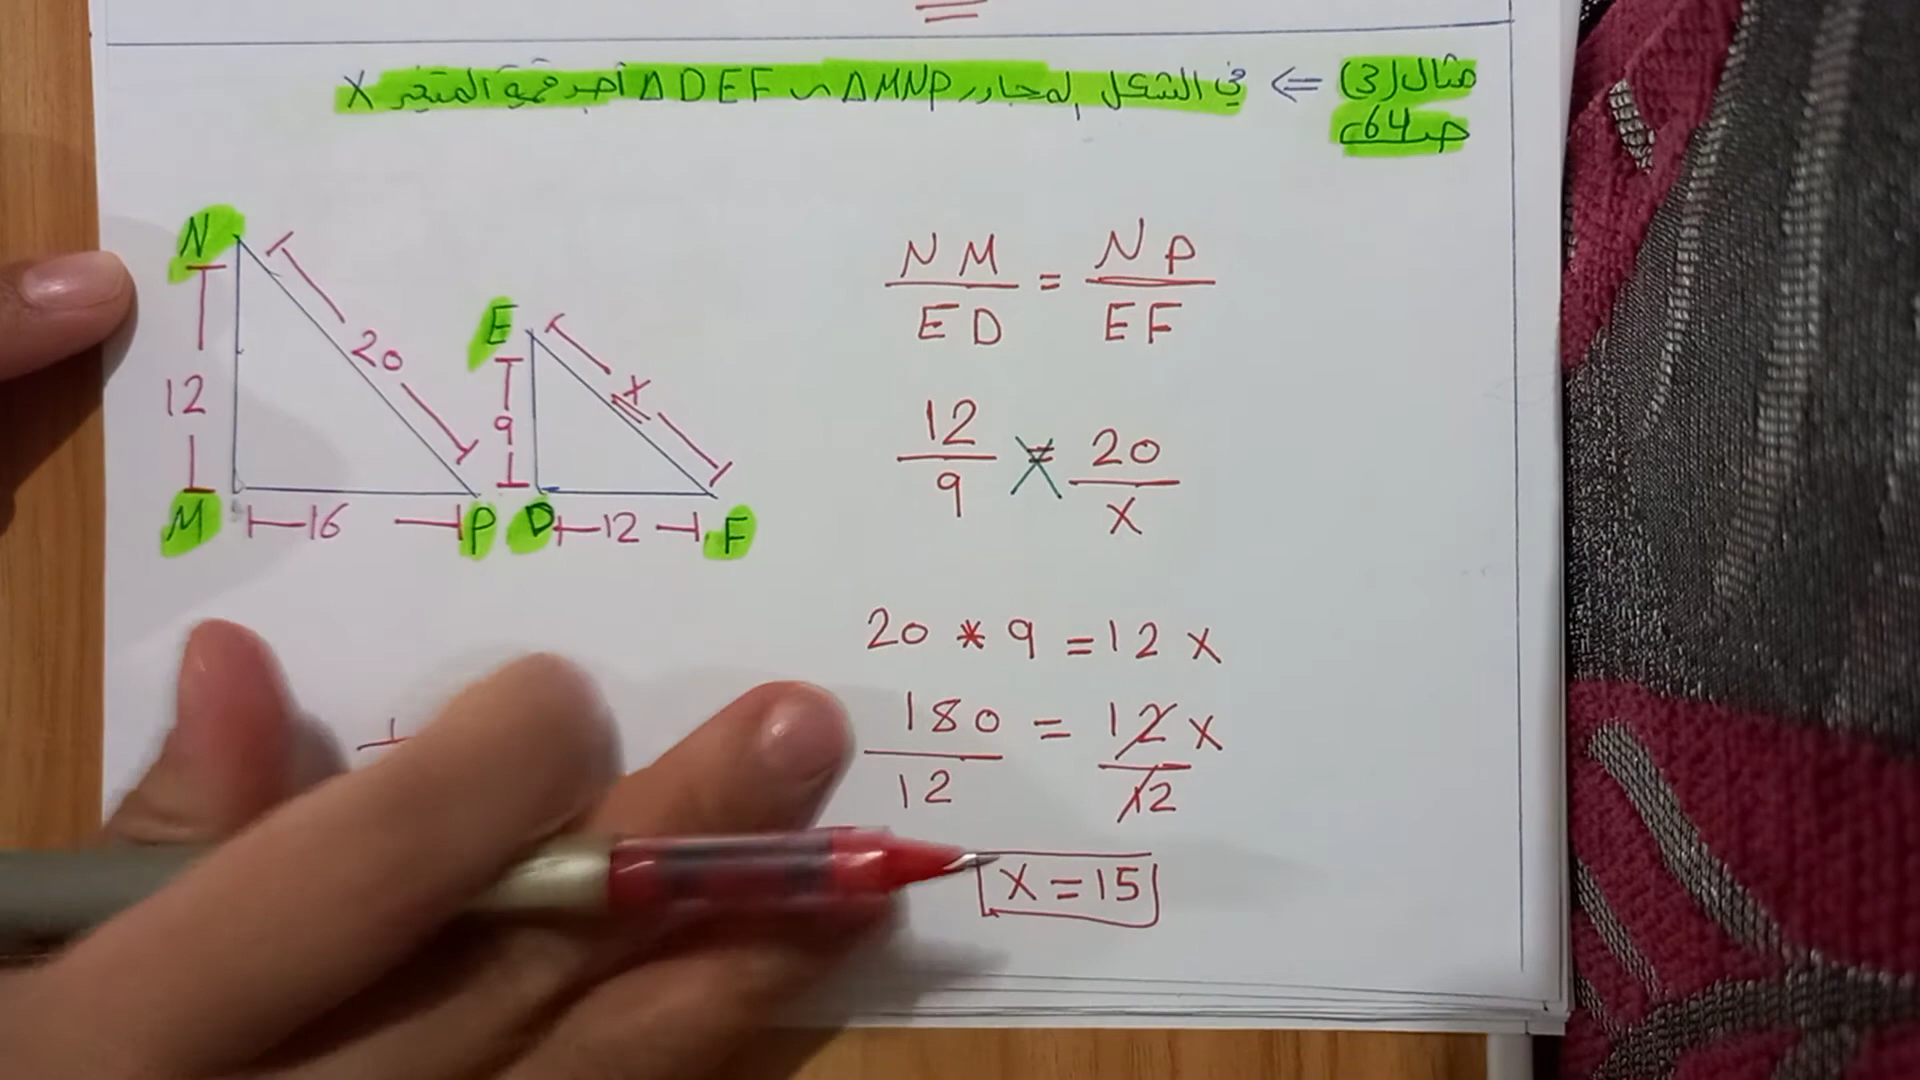 مثال (3) ⇐ في الشكل المجاور ΔMNP ~ ΔDEF أجد قيمة المتغير X
ص64
N
20
12
M
16
P
E
X
9
D
12
F
NM/ED = NP/EF
12/9 = 20/X
20 * 9 = 12 X
180/12 = 12X/12
X = 15